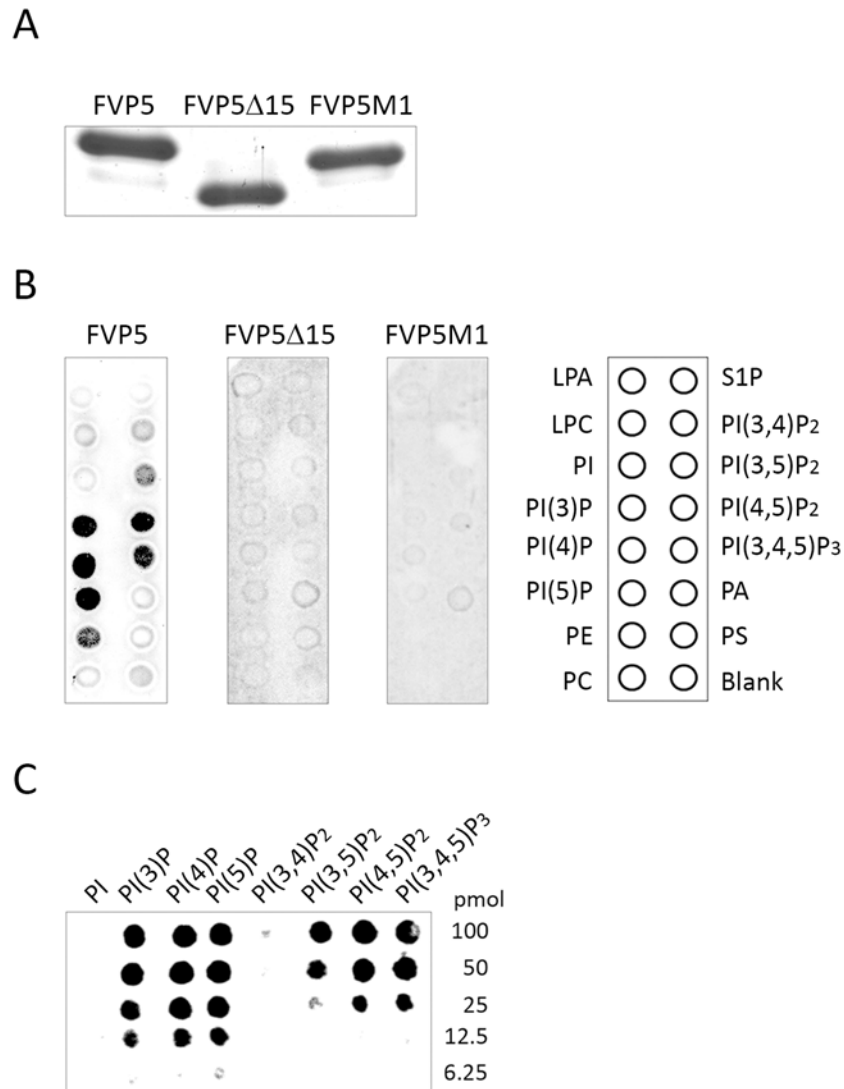 A
FVP5 FVP5Δ15 FVP5M1
B
FVP5 FVP5Δ15 FVP5M1
LPA S1P
LPC PI(3,4)P2
PI PI(3,5)P2
PI(3)P PI(4,5)P2
PI(4)P PI(3,4,5)P3
PI(5)P PA
PE PS
PC Blank
C
PI PI(3)P PI(4)P PI(5)P PI(3,4)P2 PI(3,5)P2 PI(4,5)P2 PI(3,4,5)P3
pmol
100
50
25
12.5
6.25